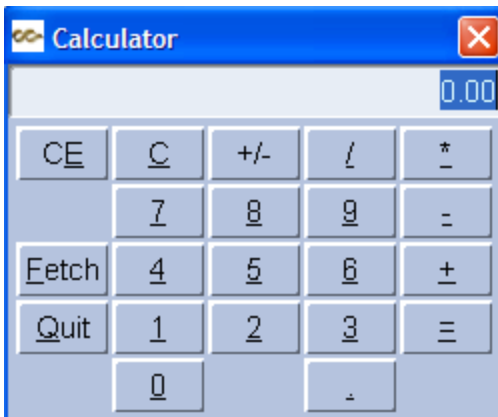 Calculator
0.00
CE C +/- / *
7 8 9 -
Fetch 4 5 6 +
Quit 1 2 3 =
0 .